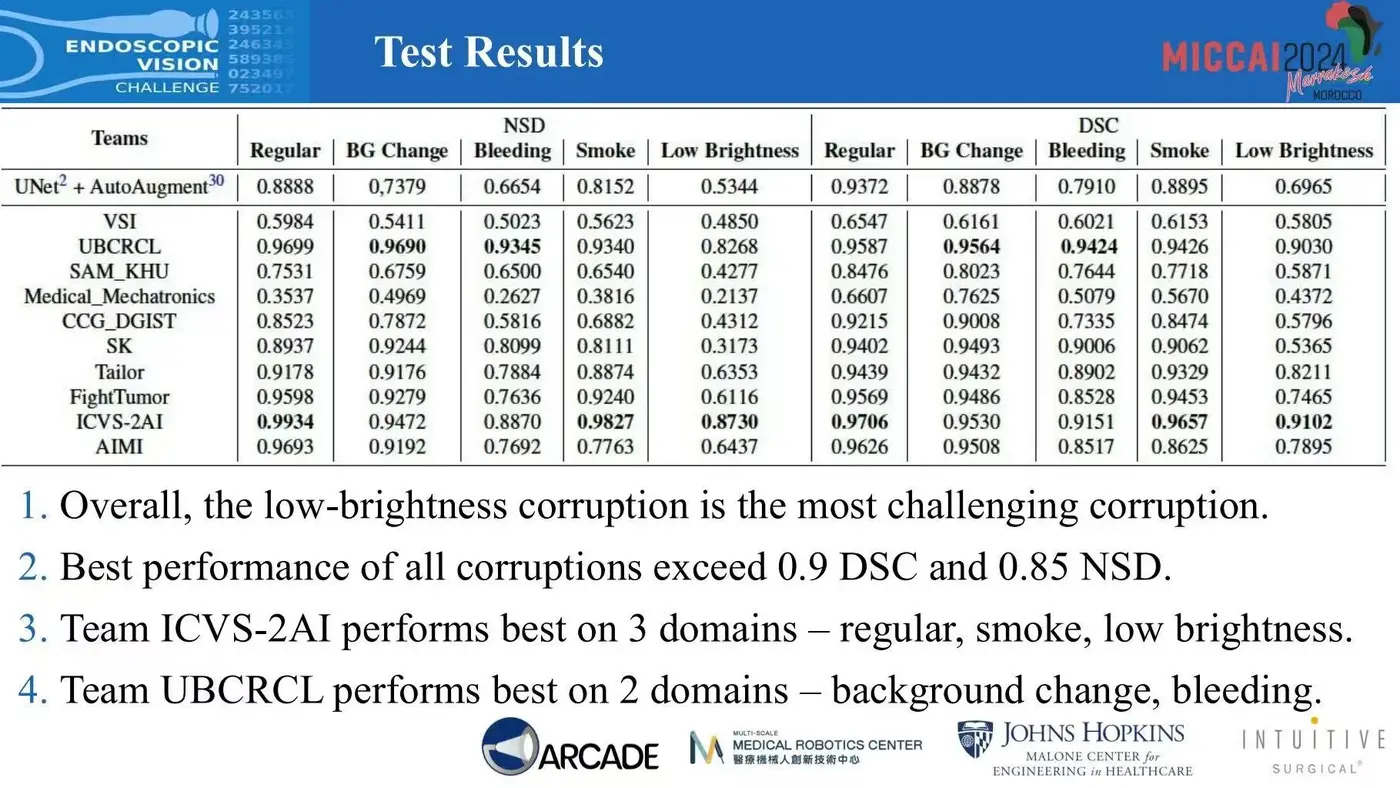 ENDOSCOPIC
VISION
CHALLENGE
243563
395214
246345
589385
023497
752017
Test Results
MICCAI2024
Marrakesh
MOROCCO
Teams NSD DSC
Regular BG Change Bleeding Smoke Low Brightness Regular BG Change Bleeding Smoke Low Brightness
UNet2 + AutoAugment30 0.8888 0,7379 0.6654 0.8152 0.5344 0.9372 0.8878 0.7910 0.8895 0.6965
VSI 0.5984 0.5411 0.5023 0.5623 0.4850 0.6547 0.6161 0.6021 0.6153 0.5805
UBCRCL 0.9699 0.9690 0.9345 0.9340 0.8268 0.9587 0.9564 0.9424 0.9426 0.9030
SAM_KHU 0.7531 0.6759 0.6500 0.6540 0.4277 0.8476 0.8023 0.7644 0.7718 0.5871
Medical_Mechatronics 0.3537 0.4969 0.2627 0.3816 0.2137 0.6607 0.7625 0.5079 0.5670 0.4372
CCG_DGIST 0.8523 0.7872 0.5816 0.6882 0.4312 0.9215 0.9008 0.7335 0.8474 0.5796
SK 0.8937 0.9244 0.8099 0.8111 0.3173 0.9402 0.9493 0.9006 0.9062 0.5365
Tailor 0.9178 0.9176 0.7884 0.8874 0.6353 0.9439 0.9432 0.8902 0.9329 0.8211
FightTumor 0.9598 0.9279 0.7636 0.9240 0.6116 0.9569 0.9486 0.8528 0.9453 0.7465
ICVS-2AI 0.9934 0.9472 0.8870 0.9827 0.8730 0.9706 0.9530 0.9151 0.9657 0.9102
AIMI 0.9693 0.9192 0.7692 0.7763 0.6437 0.9626 0.9508 0.8517 0.8625 0.7895
1. Overall, the low-brightness corruption is the most challenging corruption.
2. Best performance of all corruptions exceed 0.9 DSC and 0.85 NSD.
3. Team ICVS-2AI performs best on 3 domains – regular, smoke, low brightness.
4. Team UBCRCL performs best on 2 domains – background change, bleeding.
ARCADE
MULTI-SCALE
MEDICAL ROBOTICS CENTER
醫療機械人創新技術中心
JOHNS HOPKINS
MALONE CENTER for
ENGINEERING in HEALTHCARE
INTUITIVE
SURGICAL®